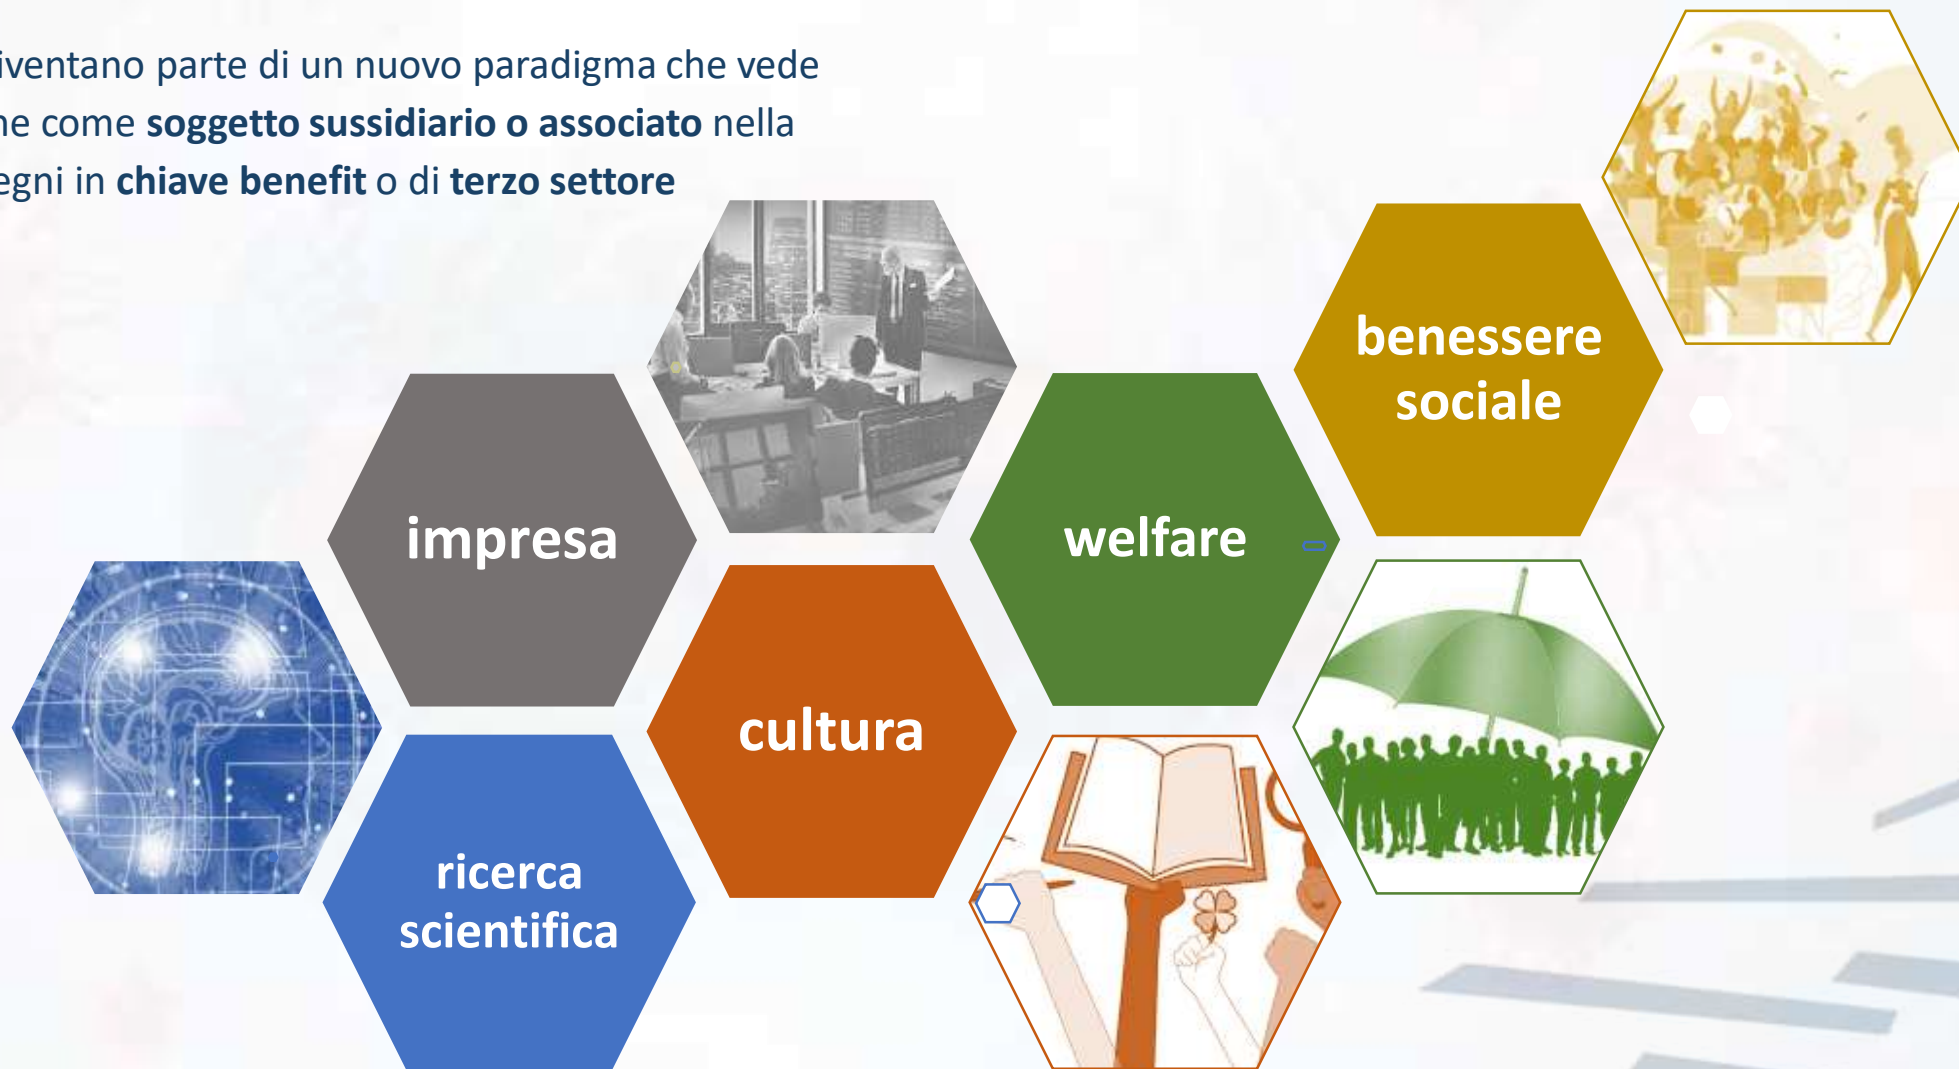 iventano parte di un nuovo paradigma che vede
ne come soggetto sussidiario o associato nella
egni in chiave benefit o di terzo settore
benessere
sociale
impresa
welfare
cultura
ricerca
scientifica